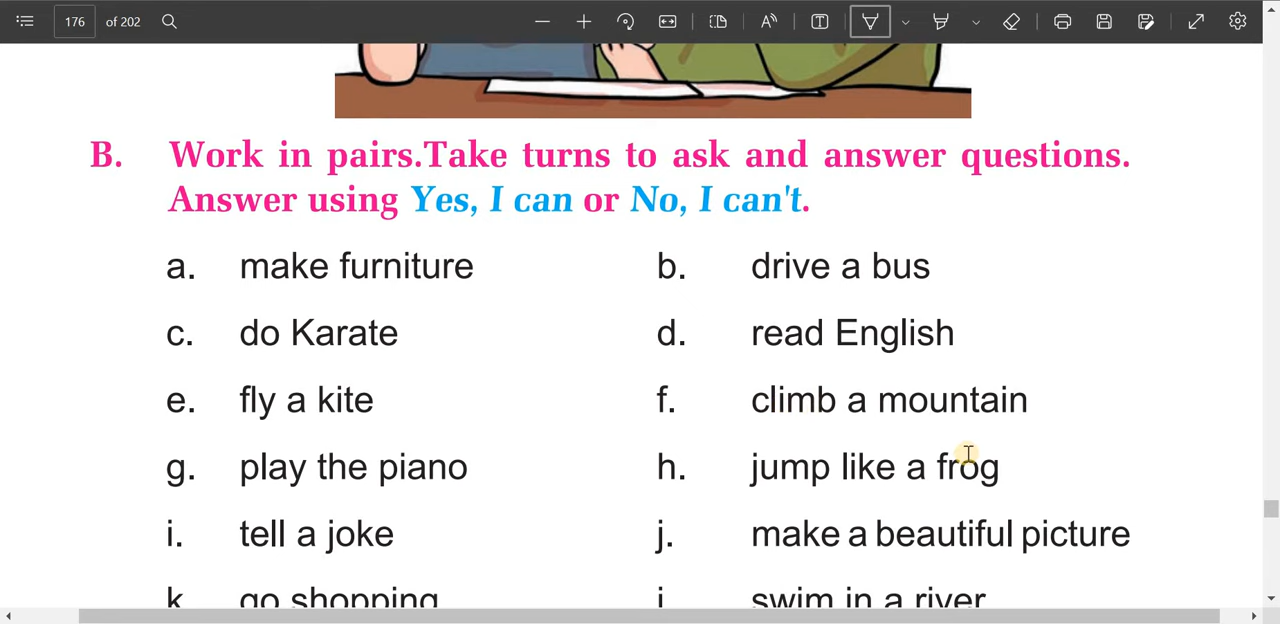 176 of 202
B. Work in pairs.Take turns to ask and answer questions.
Answer using Yes, I can or No, I can't.
a. make furniture b. drive a bus
c. do Karate d. read English
e. fly a kite f. climb a mountain
g. play the piano h. jump like a frog
i. tell a joke j. make a beautiful picture
k go shopping i swim in a river